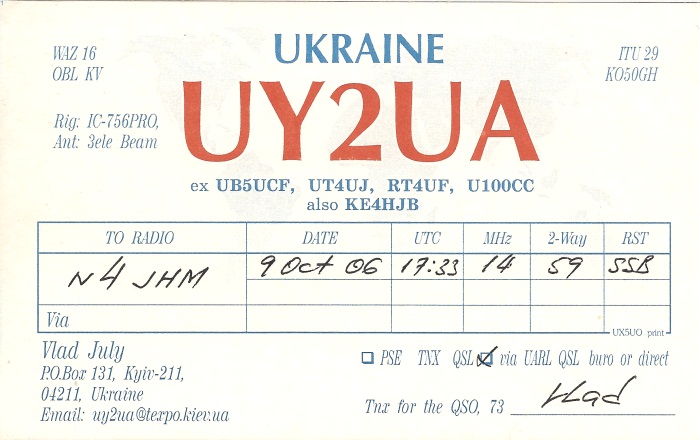 UKRAINE
WAZ 16
OBL KV
ITU 29
KO50GH
UY2UA
Rig: IC-756PRO,
Ant: 3ele Beam
ex UB5UCF, UT4UJ, RT4UF, U100CC
also KE4HJB
TO RADIO DATE UTC MHz 2-Way RST
N4JHM 9 Oct 06 17:33 14 59 SSB
Via
UX5UO print
Vlad July
P.O.Box 131, Kyiv-211,
04211, Ukraine
Email: uy2ua@texpo.kiev.ua
PSE TNX QSL via UARL QSL buro or direct
Tnx for the QSO, 73 Vlad